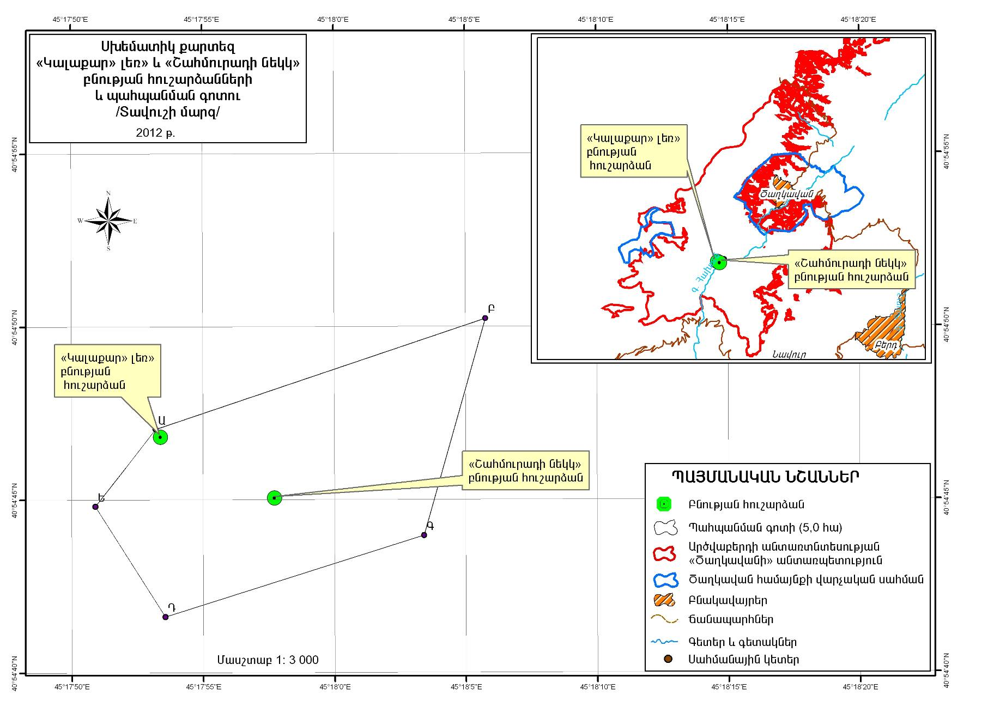 45°17'50"E 45°17'55"E 45°18'0"E 45°18'5"E 45°18'10"E 45°18'15"E 45°18'20"E
Սխեմատիկ քարտեզ
«Կալաքար» լեռ» և «Շահմուրադի նեկկ»
բնության հուշարձանների
և պահպանման գոտու
/Տավուշի մարզ/
2012 թ.
«Կալաքար» լեռ»
բնության
հուշարձան
Ծաղկավան
«Շահմուրադի նեկկ»
բնության հուշարձան
Բերդ
Նավուր
40°54'55"N
40°54'55"N
N
W E
S
40°54'50"N
40°54'50"N
Բ
«Կալաքար» լեռ»
բնության
հուշարձան
Ա
«Շահմուրադի նեկկ»
բնության հուշարձան
Ե
40°54'45"N
40°54'45"N
Գ
Դ
ՊԱՅՄԱՆԱԿԱՆ ՆՇԱՆՆԵՐ
Բնության հուշարձան
Պահպանման գոտի (5,0 հա)
Արծվաբերդի անտառտնտեսության
«Ծաղկավանի» անտառպետություն
Ծաղկավան համայնքի վարչական սահման
Բնակավայրեր
Ճանապարհներ
Գետեր և գետակներ
Սահմանային կետեր
Մասշտաբ 1: 3 000
40°54'40"N
40°54'40"N
45°17'50"E 45°17'55"E 45°18'0"E 45°18'5"E 45°18'10"E 45°18'15"E 45°18'20"E